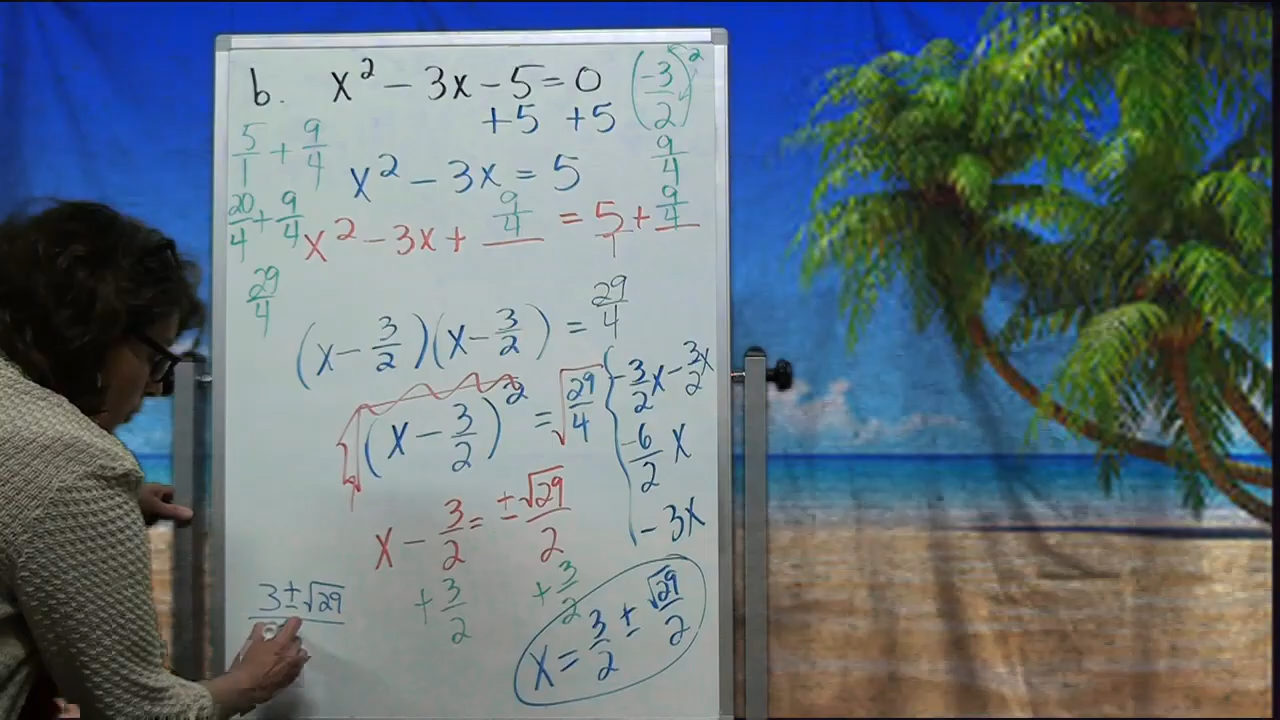 b. x² - 3x - 5 = 0
+5 +5
(-3/2)²
9/4
5/1 + 9/4
20/4 + 9/4
29/4
x² - 3x = 5
x² - 3x + 9/4 = 5/1 + 9/4
(x - 3/2)(x - 3/2) = 29/4
√(x - 3/2)² = √29/4
-3/2x - 3/2x
-6/2 x
-3x
x - 3/2 = ±√29/2
+ 3/2 + 3/2
x = 3/2 ± √29/2
3 ± √29